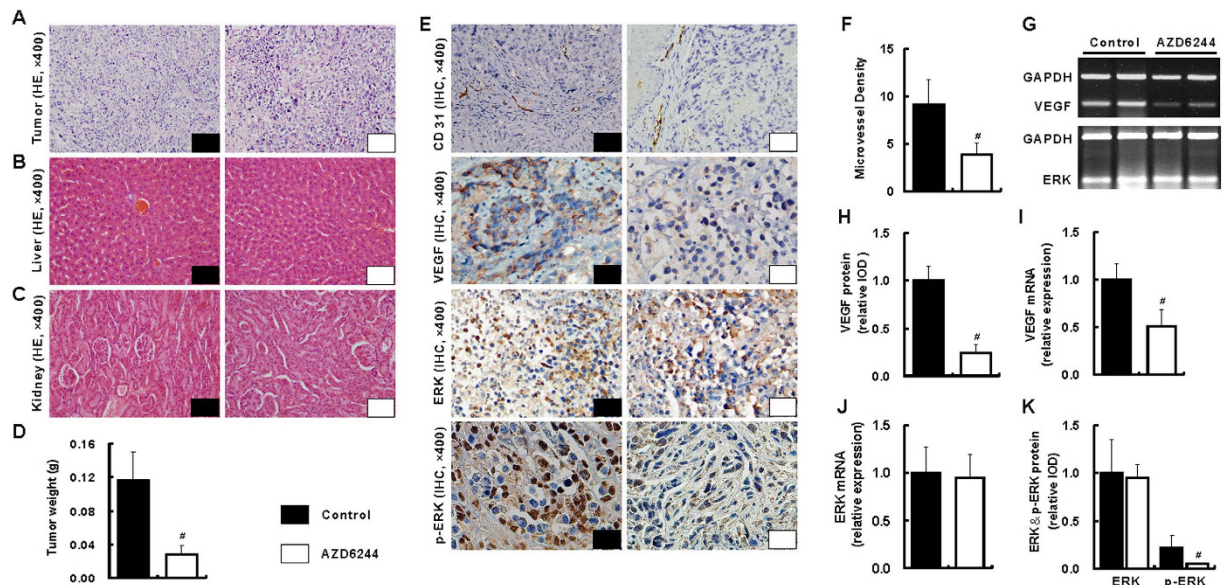 A
Tumor (HE, ×400)
B
Liver (HE, ×400)
C
Kidney (HE, ×400)
D
Tumor weight (g)
0.16
0.12
0.08
0.04
0.00
#
Control
AZD6244
E
CD 31 (IHC, ×400)
VEGF (IHC, ×400)
ERK (IHC, ×400)
p-ERK (IHC, ×400)
F
Microvessel Density
15
10
5
0
#
G
Control AZD6244
GAPDH
VEGF
GAPDH
ERK
H
VEGF protein
(relative IOD )
1.5
1.0
0.5
0.0
#
I
VEGF mRNA
(relative expression)
1.5
1.0
0.5
0.0
#
J
ERK mRNA
(relative expression)
1.5
1.0
0.5
0.0
K
ERK & p-ERK protein
(relative IOD)
1.5
1.0
0.5
0.0
#
ERK p-ERK